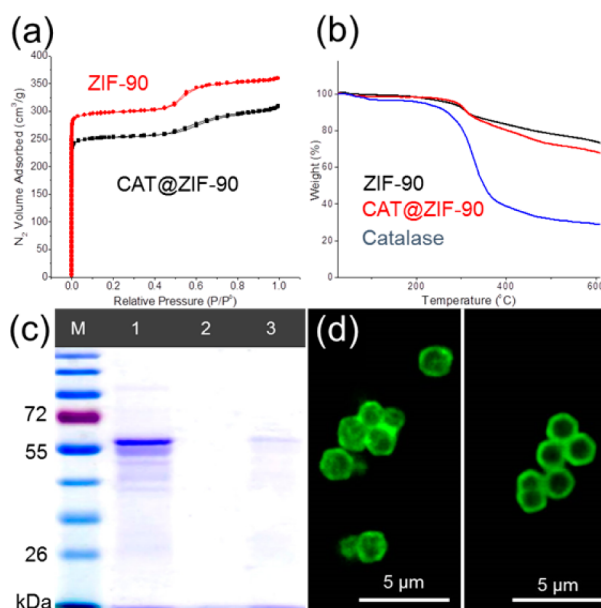 (a)
ZIF-90
CAT@ZIF-90
N₂ Volume Adsorbed (cm³/g)
400
350
300
250
200
150
100
50
0
0.0 0.2 0.4 0.6 0.8 1.0
Relative Pressure (P/P⁰)
(b)
ZIF-90
CAT@ZIF-90
Catalase
Weight (%)
100
80
60
40
20
0
200 400 600
Temperature (⁰C)
(c)
M 1 2 3
72
55
26
kDa
(d)
5 µm
5 µm